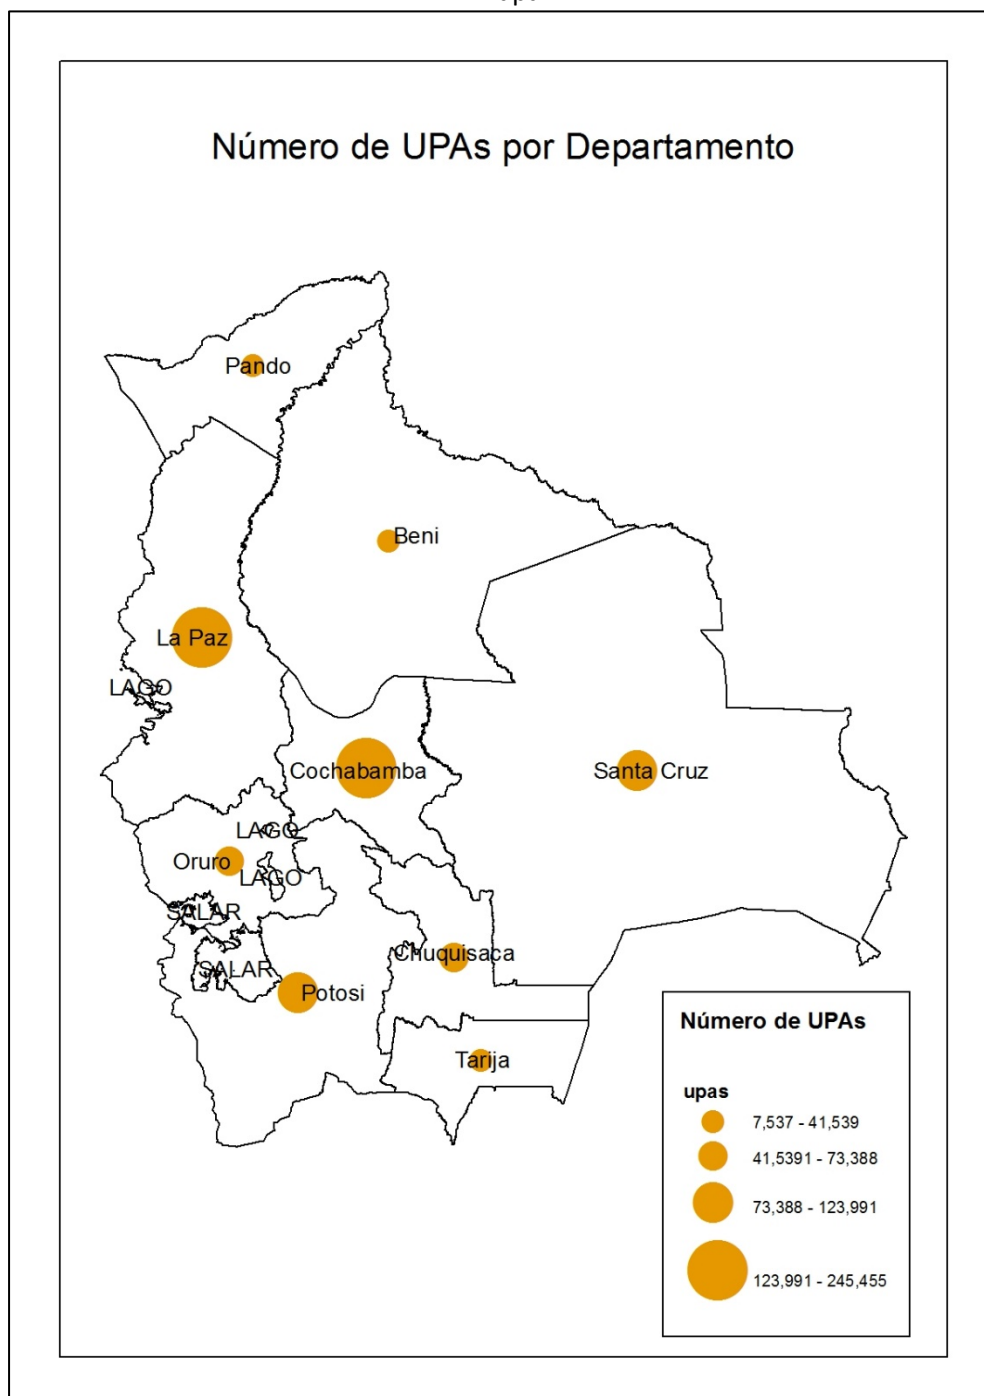 Número de UPAs por Departamento
Pando
Beni
La Paz
LAGO
Cochabamba
Santa Cruz
LAGO
Oruro
LAGO
SALAR
Chuquisaca
SALAR
Potosi
Tarija
Número de UPAs
upas
7,537 - 41,539
41,5391 - 73,388
73,388 - 123,991
123,991 - 245,455